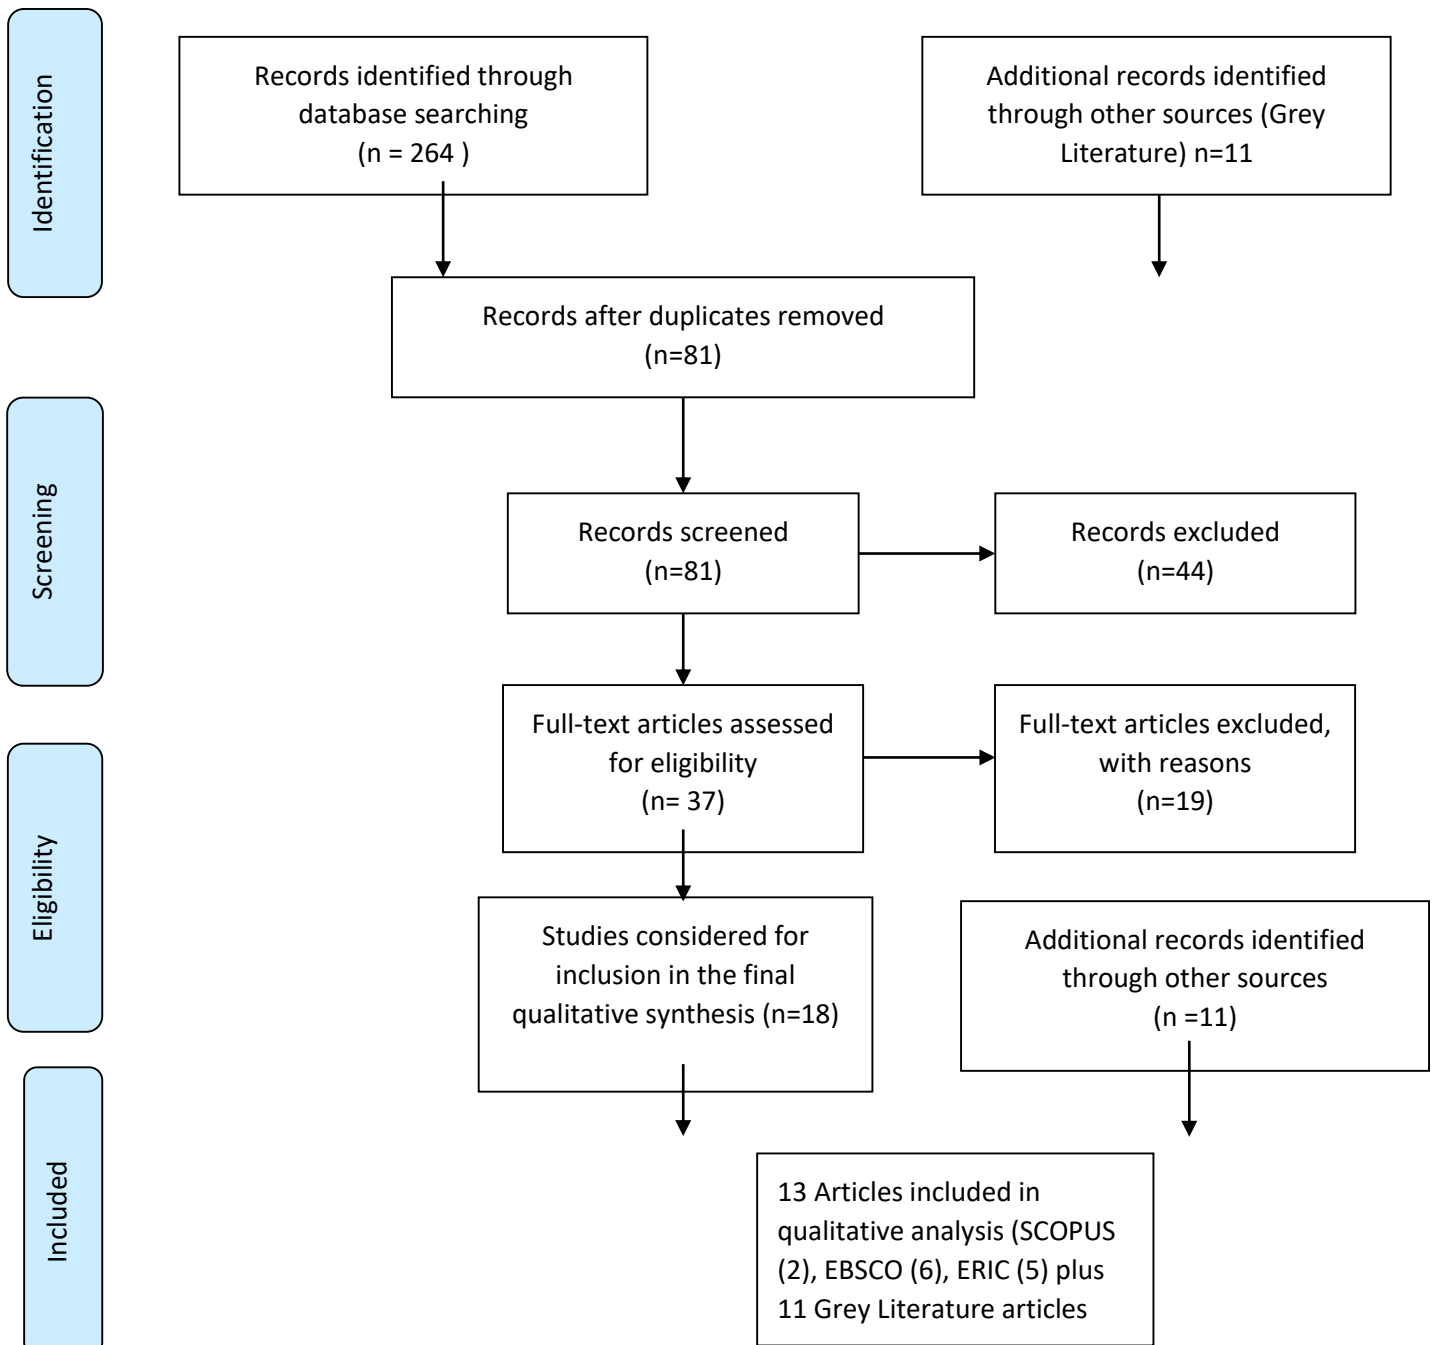 Identification
Records identified through
database searching
(n = 264 )
Additional records identified
through other sources (Grey
Literature) n=11
Records after duplicates removed
(n=81)
Screening
Records screened
(n=81)
Records excluded
(n=44)
Eligibility
Full-text articles assessed
for eligibility
(n= 37)
Full-text articles excluded,
with reasons
(n=19)
Studies considered for
inclusion in the final
qualitative synthesis (n=18)
Additional records identified
through other sources
(n =11)
Included
13 Articles included in
qualitative analysis (SCOPUS
(2), EBSCO (6), ERIC (5) plus
11 Grey Literature articles